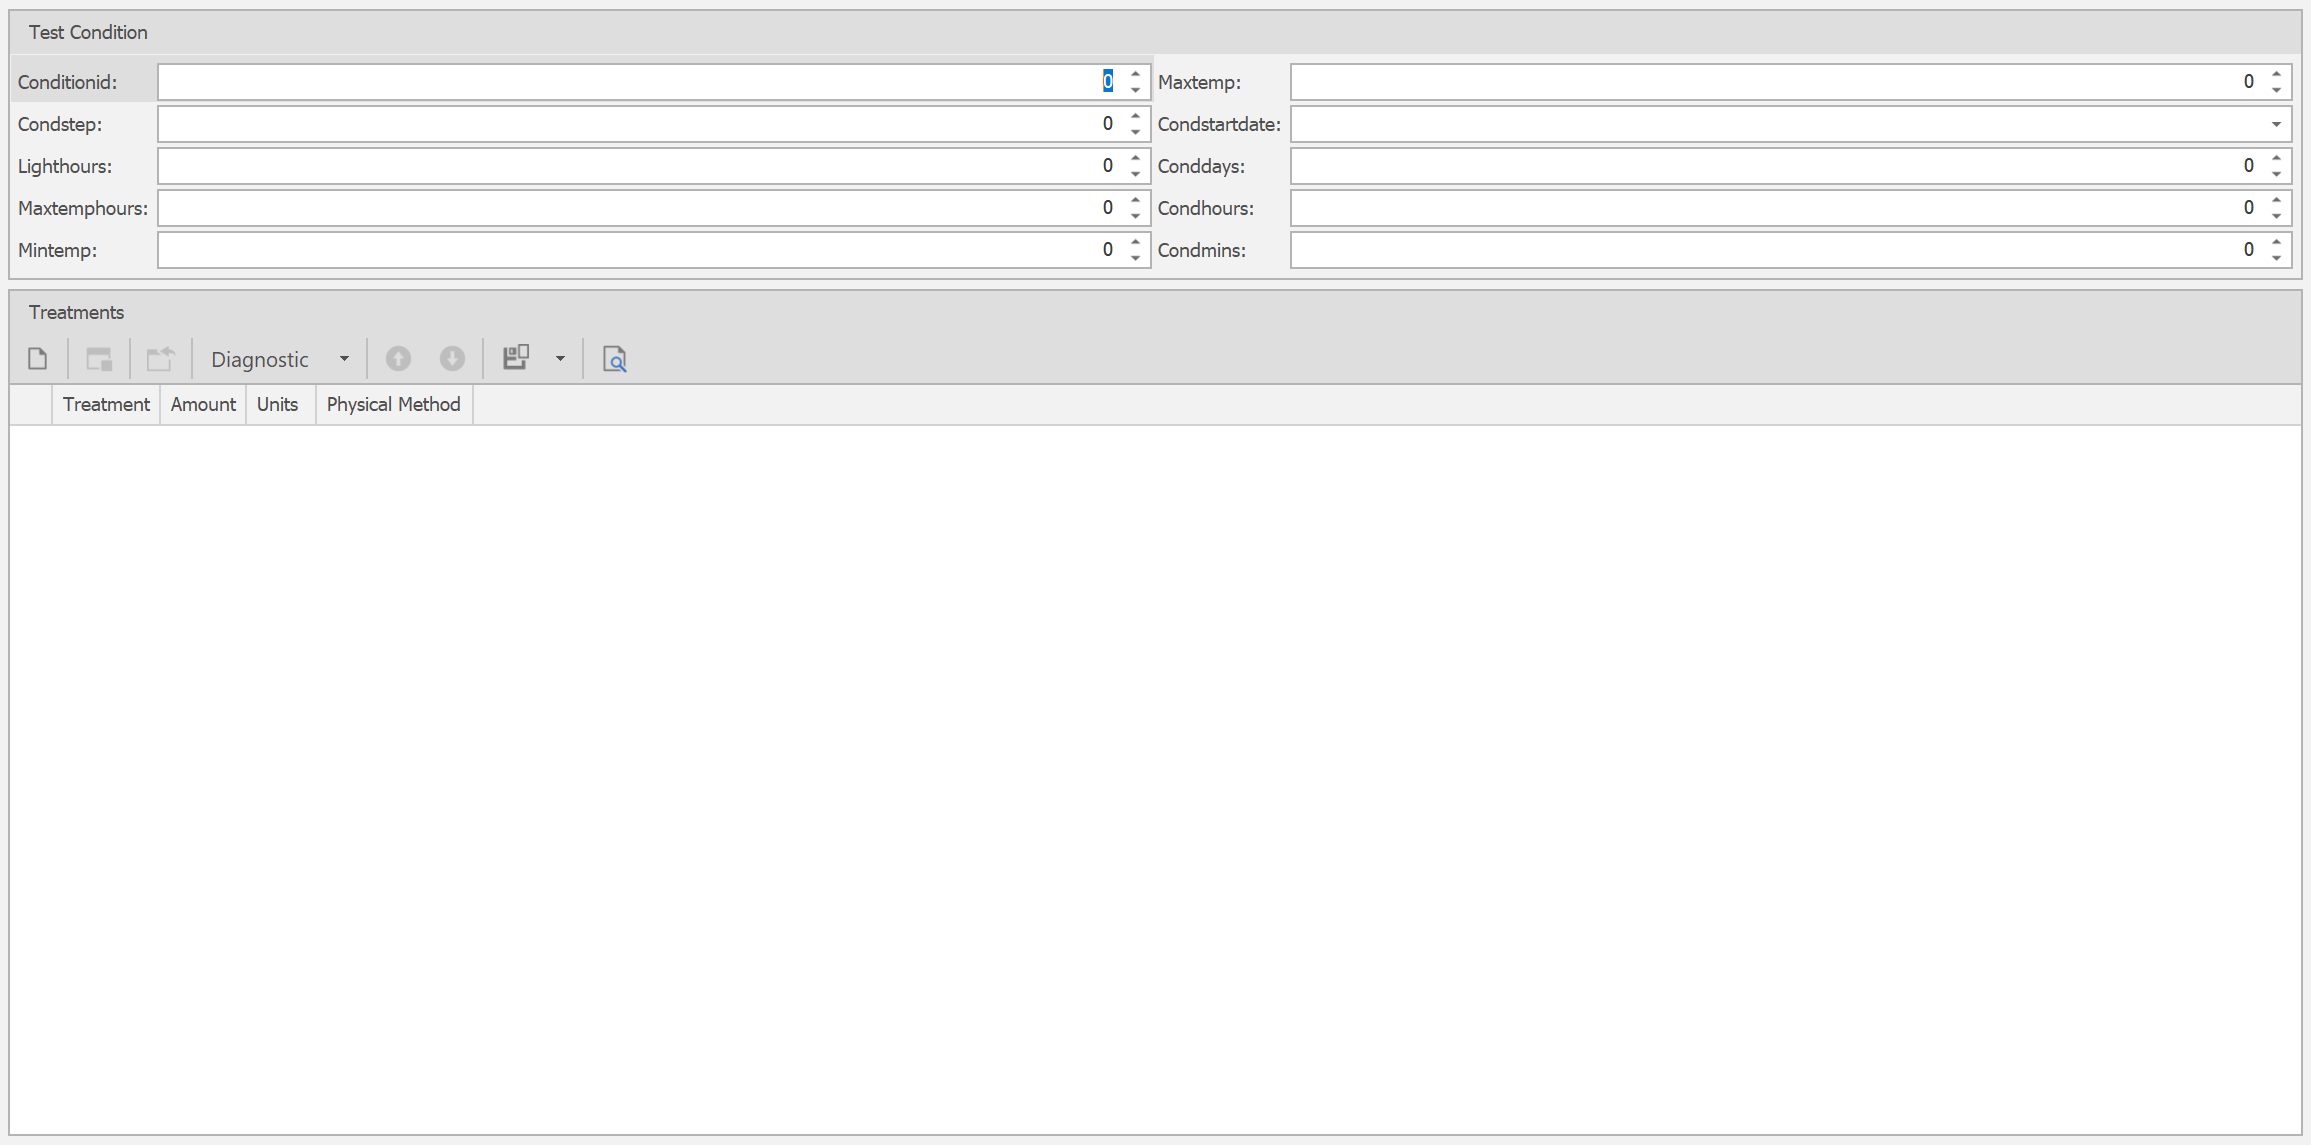 Test Condition
Conditionid: 0 Maxtemp: 0
Condstep: 0 Condstartdate:
Lighthours: 0 Conddays: 0
Maxtemphours: 0 Condhours: 0
Mintemp: 0 Condmins: 0
Treatments
Diagnostic
Treatment Amount Units Physical Method